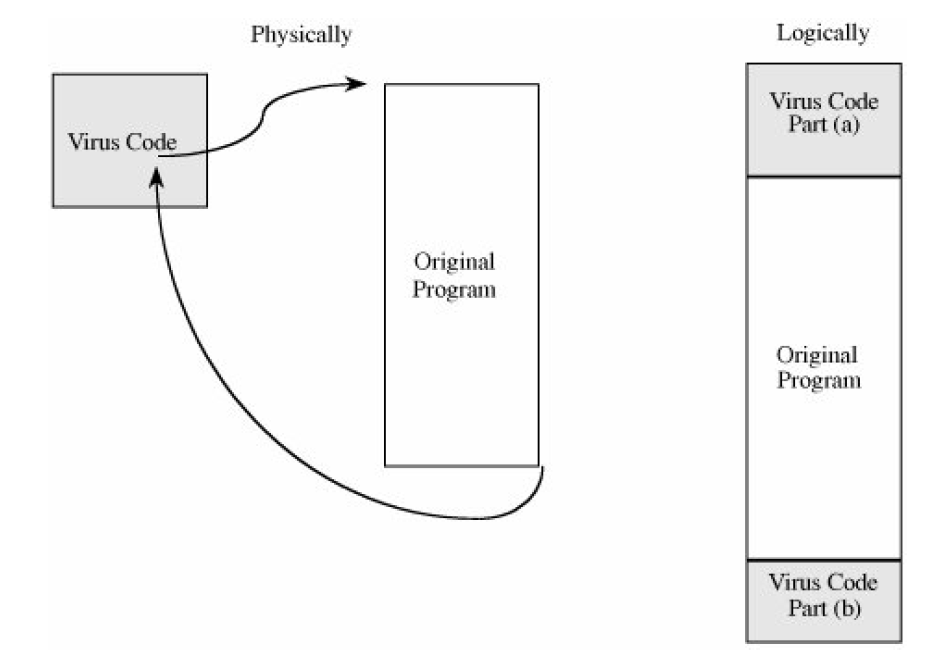 Physically
Logically
Virus Code
Original
Program
Virus Code
Part (a)
Original
Program
Virus Code
Part (b)